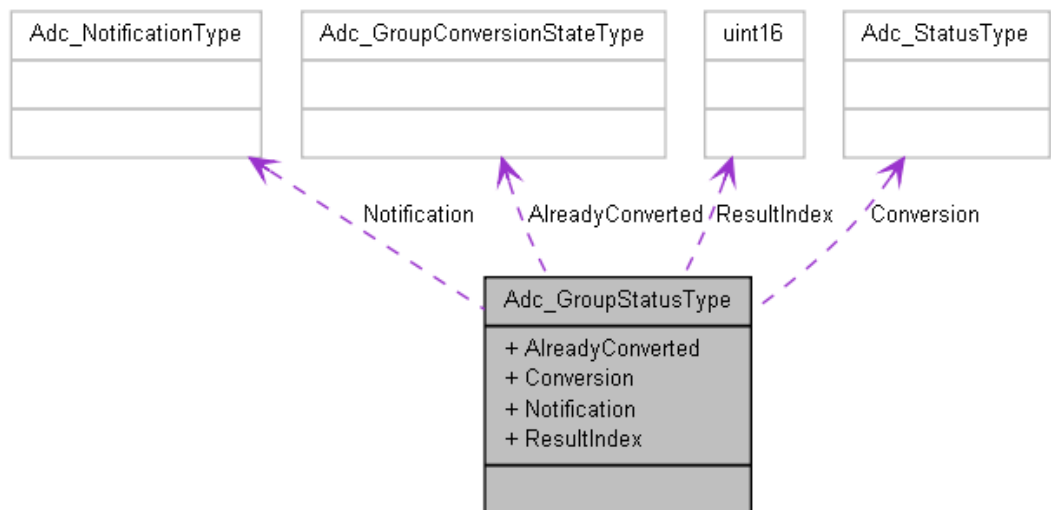 Adc_NotificationType
Adc_GroupConversionStateType
uint16
Adc_StatusType
Notification
AlreadyConverted
ResultIndex
Conversion
Adc_GroupStatusType
+ AlreadyConverted
+ Conversion
+ Notification
+ ResultIndex